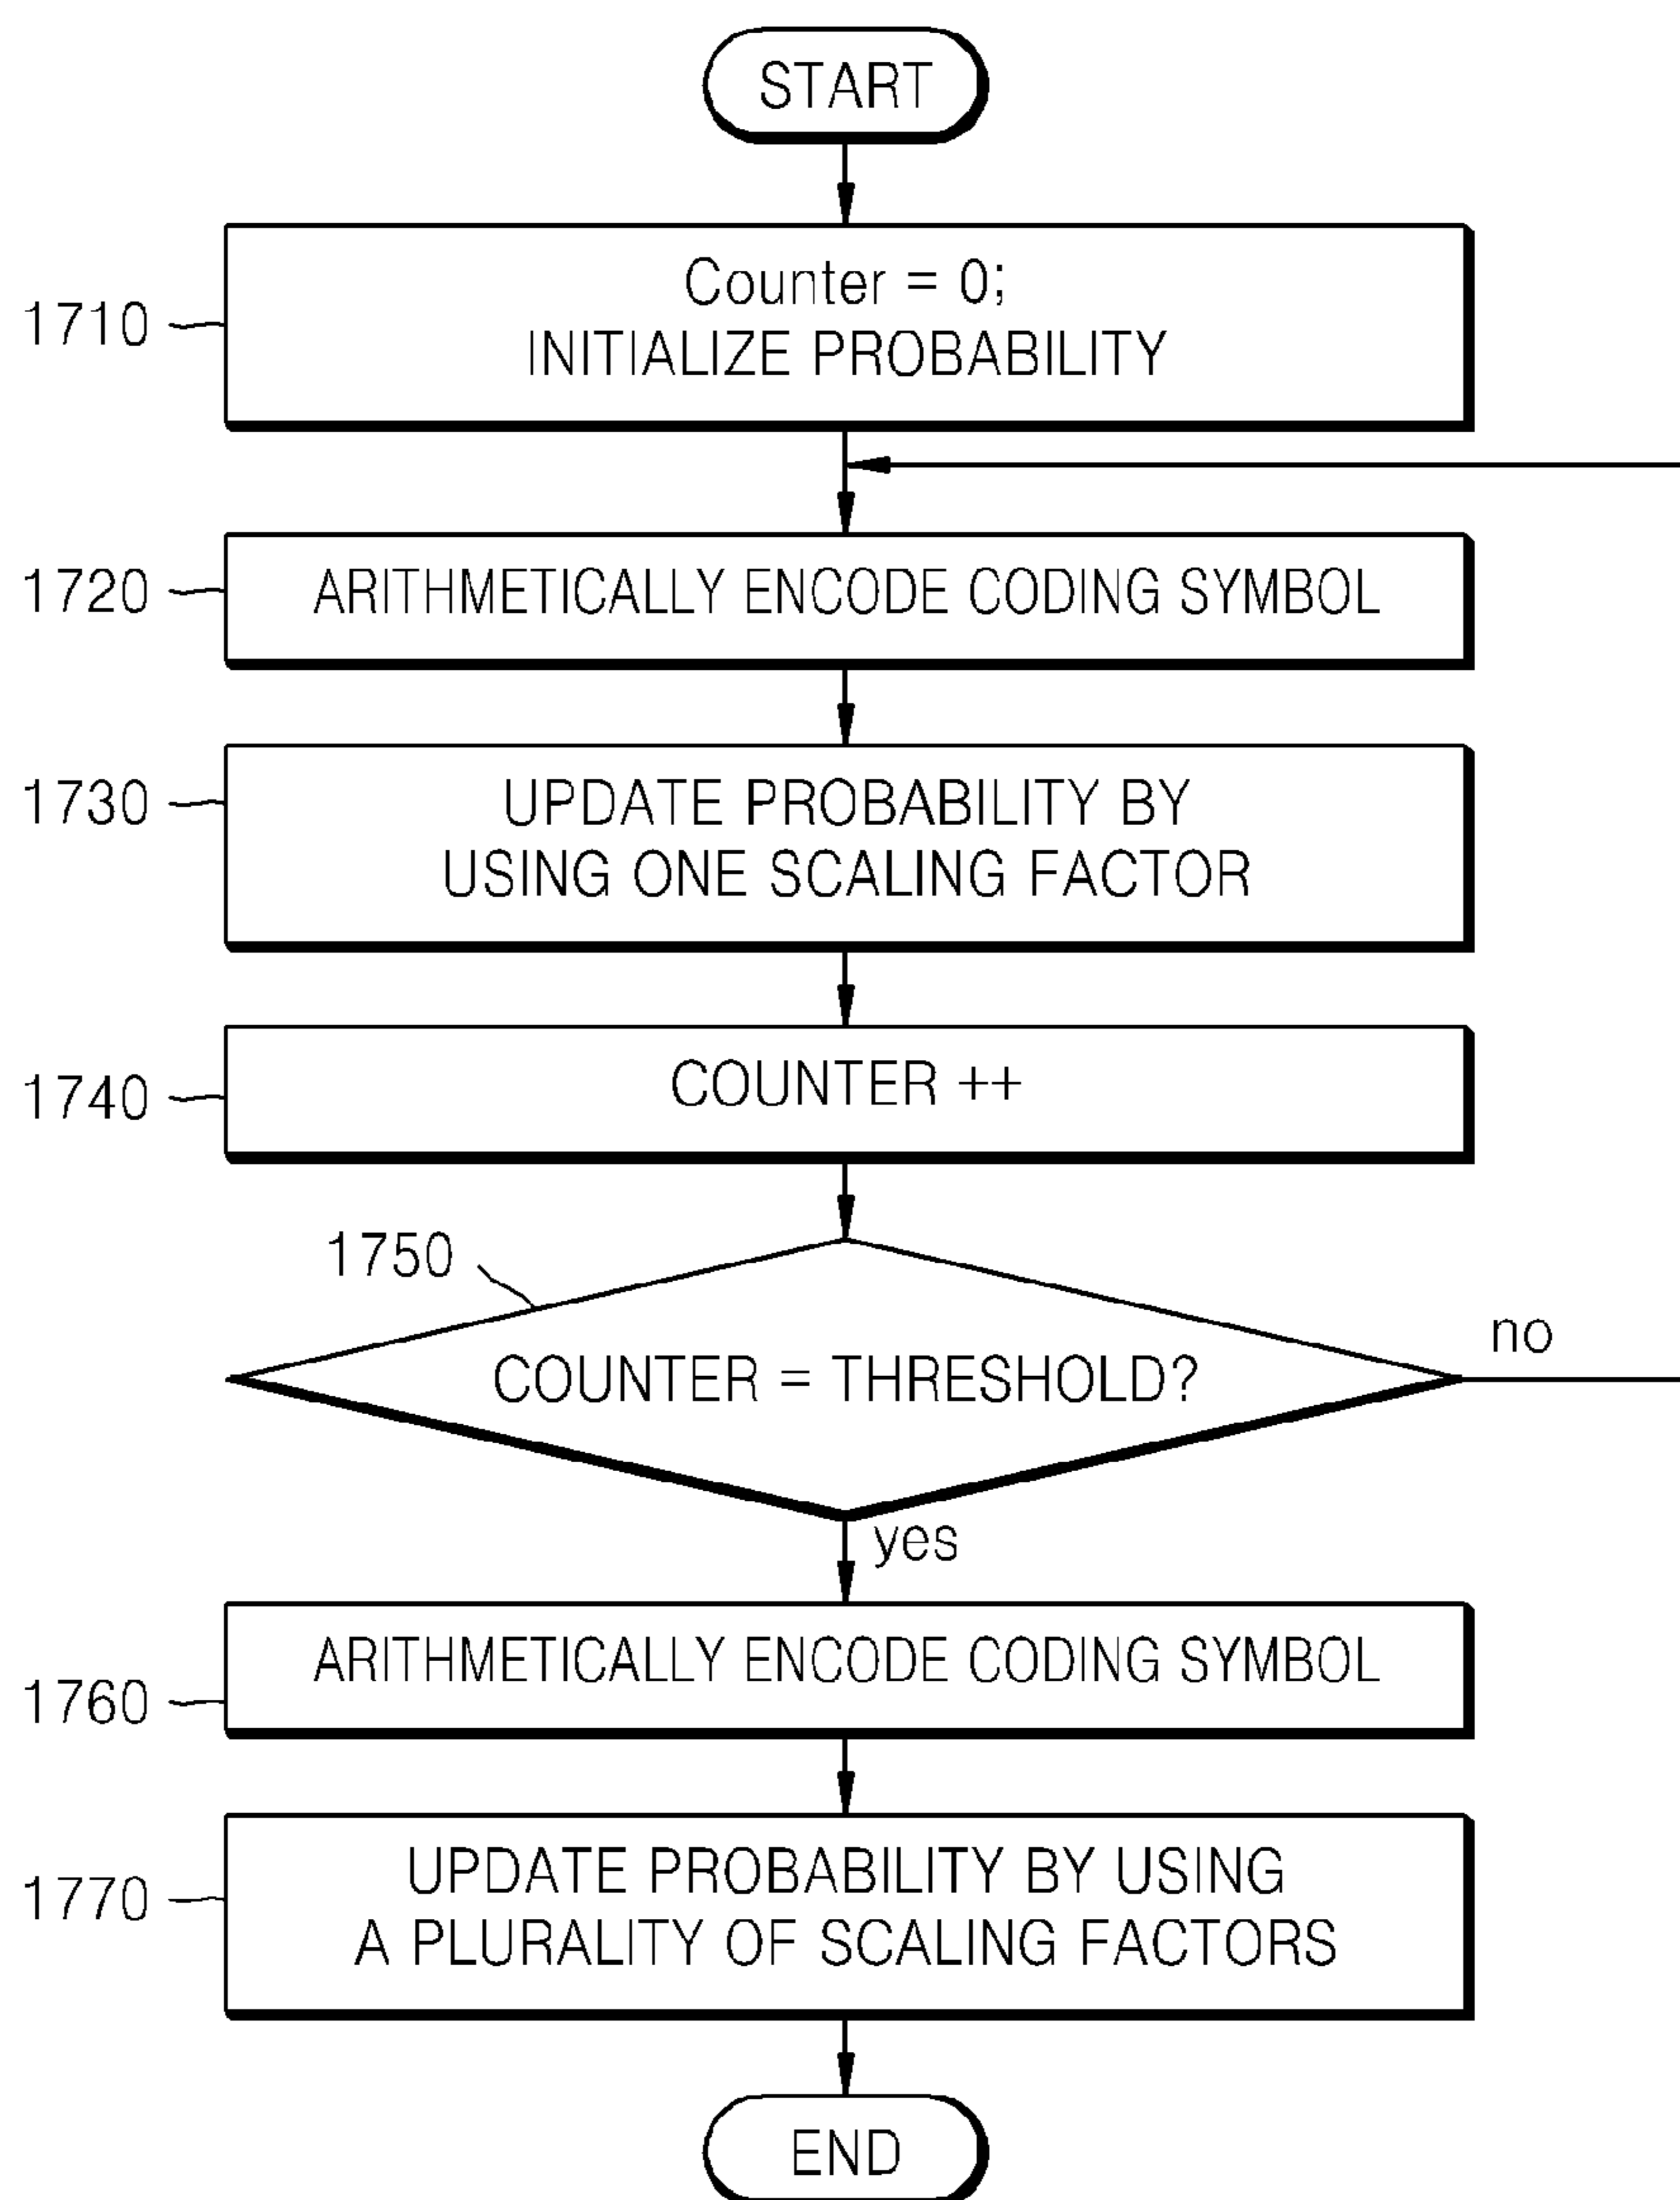 START
Counter = 0;
INITIALIZE PROBABILITY
1710
1720
ARITHMETICALLY ENCODE CODING SYMBOL
1730
UPDATE PROBABILITY BY
USING ONE SCALING FACTOR
1740
COUNTER ++
1750
COUNTER = THRESHOLD?
no
yes
1760
ARITHMETICALLY ENCODE CODING SYMBOL
1770
UPDATE PROBABILITY BY USING
A PLURALITY OF SCALING FACTORS
END